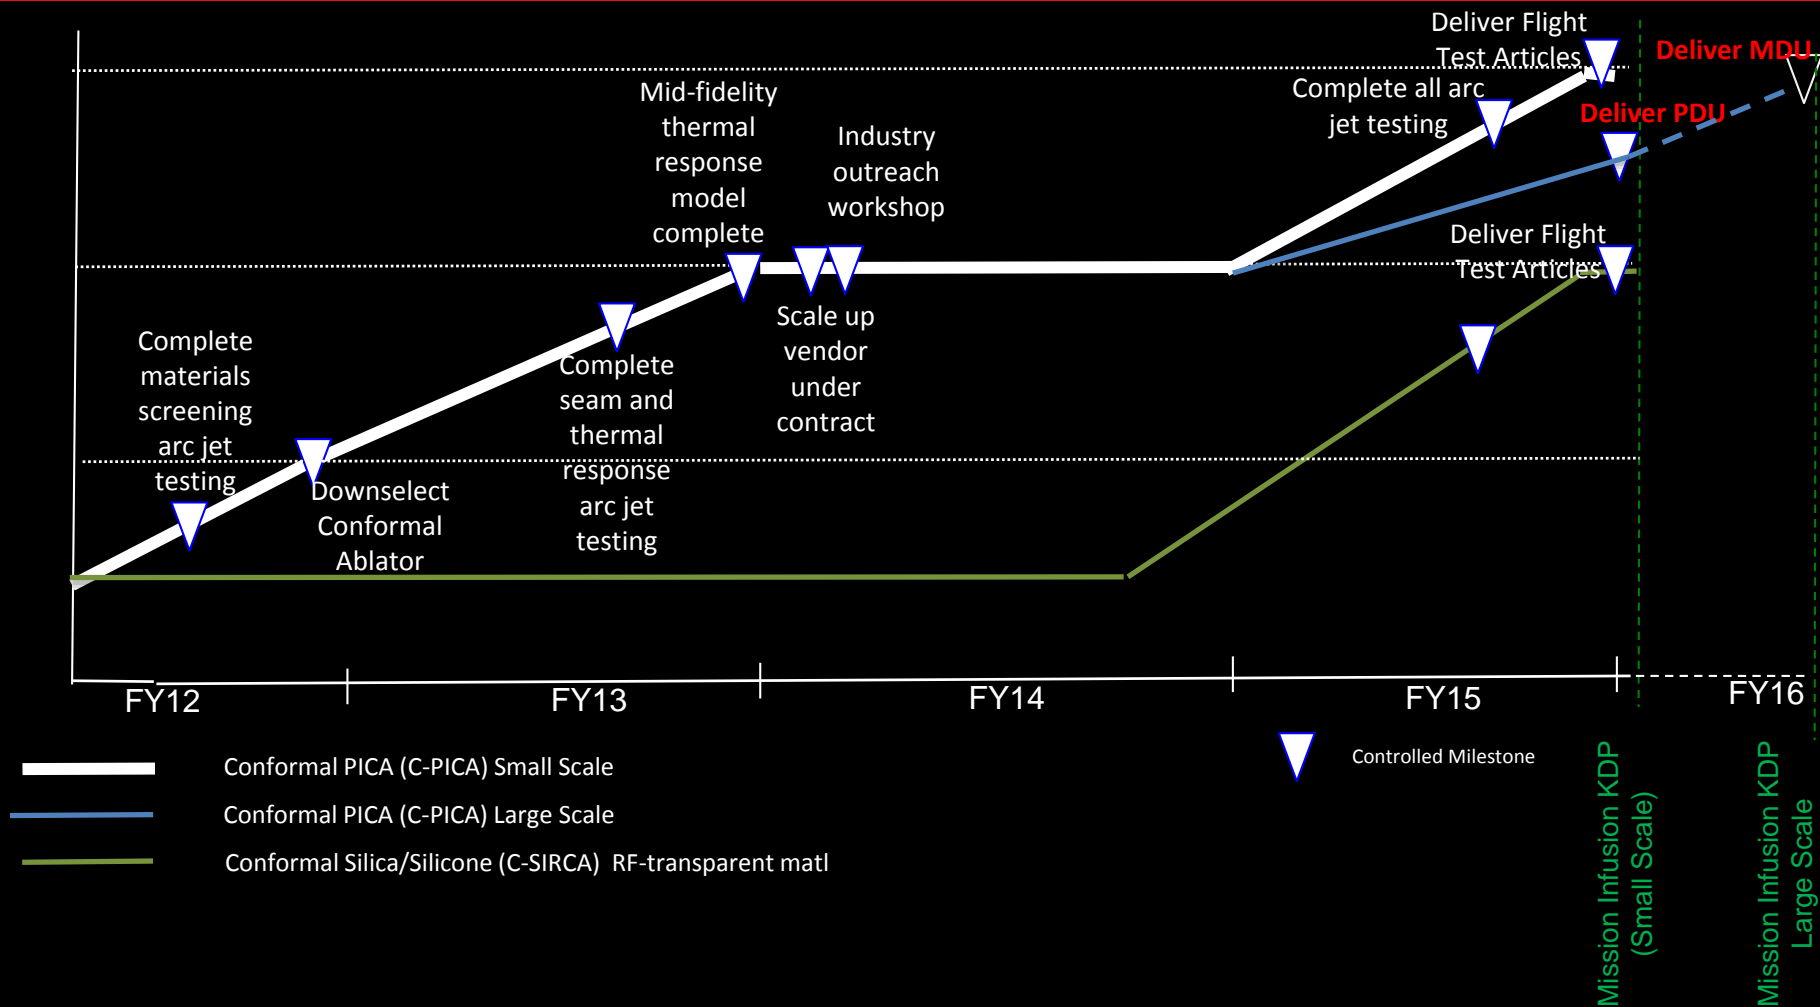 Deliver Flight
Test Articles
Deliver MDU
Mid-fidelity
thermal
response
model
complete
Complete all arc
jet testing
Deliver PDU
Industry
outreach
workshop
Deliver Flight
Test Articles
Complete
materials
screening
arc jet
testing
Scale up
vendor
under
contract
Complete
seam and
thermal
response
arc jet
testing
Downselect
Conformal
Ablator
FY12
FY13
FY14
FY15
FY16
Conformal PICA (C-PICA) Small Scale
Conformal PICA (C-PICA) Large Scale
Conformal Silica/Silicone (C-SIRCA)  RF-transparent matl
Controlled Milestone
Mission Infusion KDP
(Small Scale)
Mission Infusion KDP
Large Scale